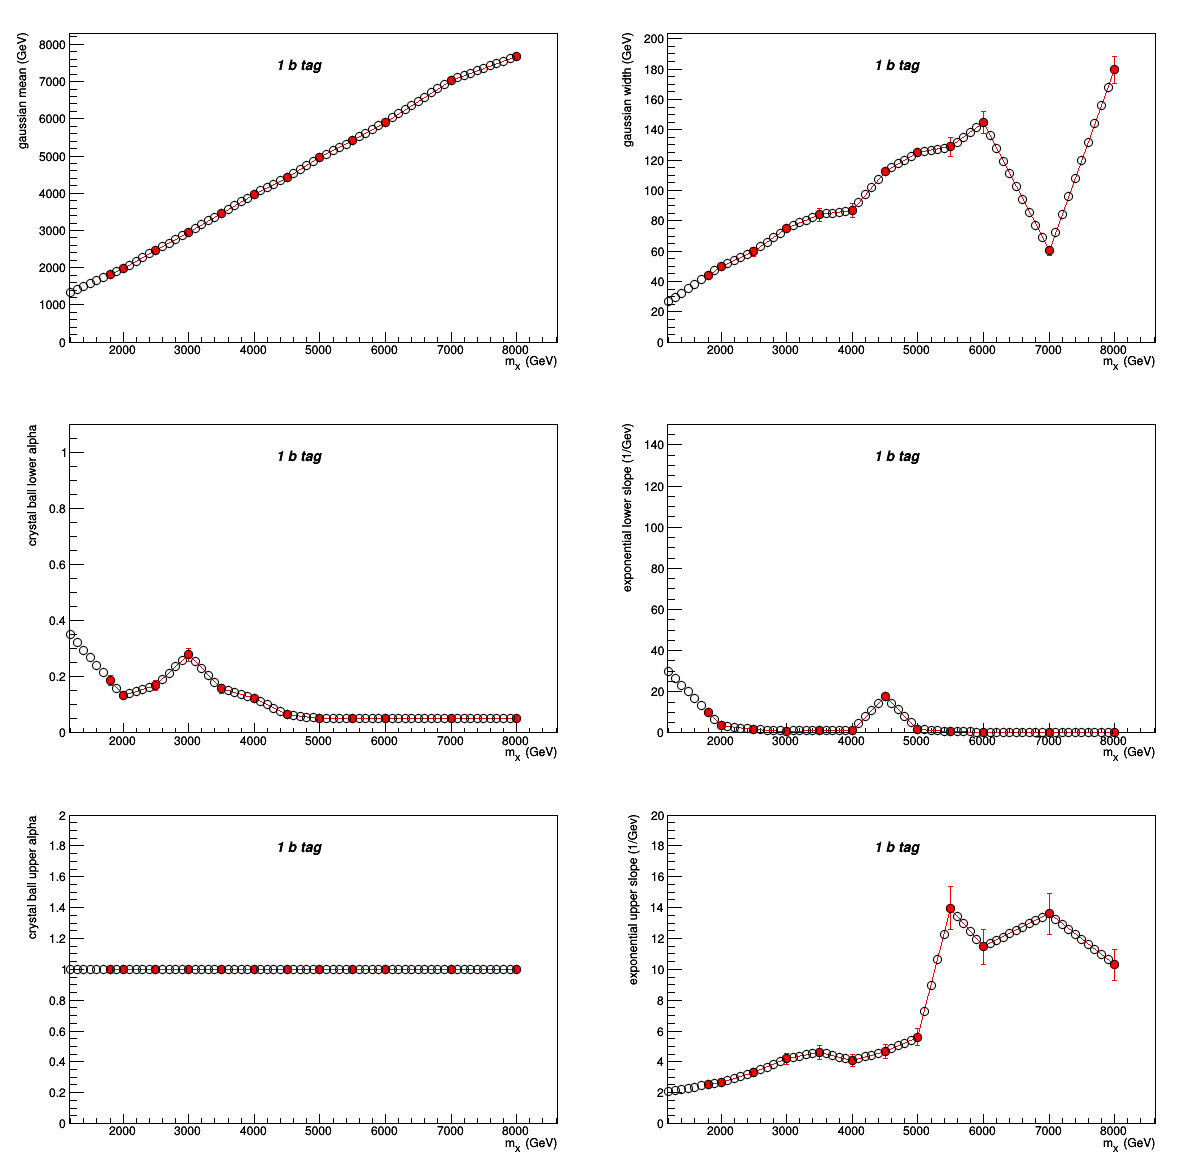 gaussian mean (GeV)
1 b tag
8000
7000
6000
5000
4000
3000
2000
1000
0
2000 3000 4000 5000 6000 7000 8000
m_x (GeV)
gaussian width (GeV)
1 b tag
200
180
160
140
120
100
80
60
40
20
0
2000 3000 4000 5000 6000 7000 8000
m_x (GeV)
crystal ball lower alpha
1 b tag
1
0.8
0.6
0.4
0.2
0
2000 3000 4000 5000 6000 7000 8000
m_x (GeV)
exponential lower slope (1/Gev)
1 b tag
140
120
100
80
60
40
20
0
2000 3000 4000 5000 6000 7000 8000
m_x (GeV)
crystal ball upper alpha
1 b tag
2
1.8
1.6
1.4
1.2
1
0.8
0.6
0.4
0.2
0
2000 3000 4000 5000 6000 7000 8000
m_x (GeV)
exponential upper slope (1/Gev)
1 b tag
20
18
16
14
12
10
8
6
4
2
0
2000 3000 4000 5000 6000 7000 8000
m_x (GeV)